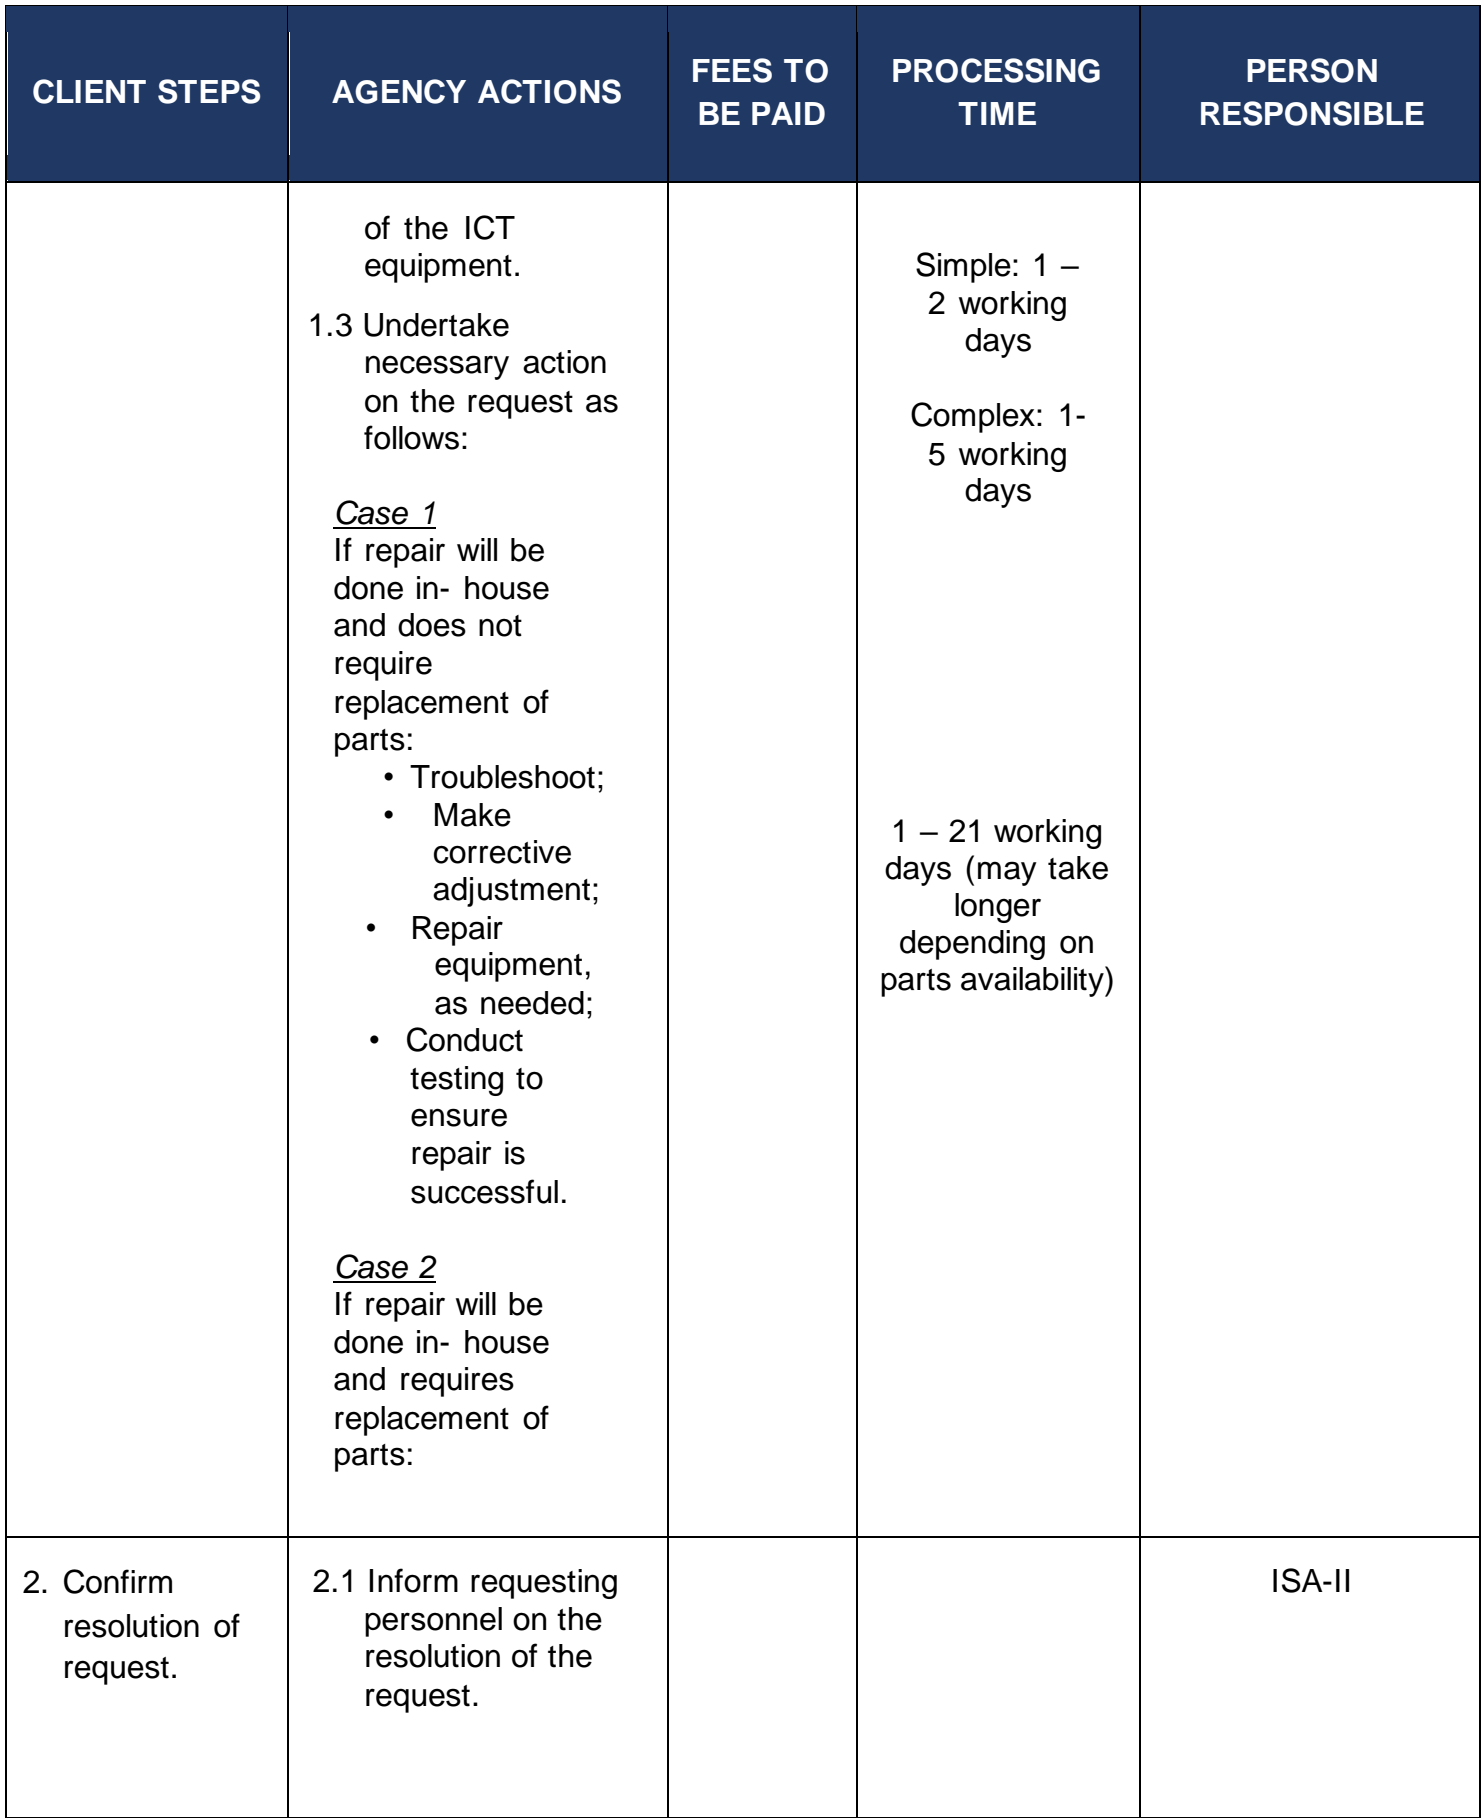 CLIENT STEPS
AGENCY ACTIONS
FEES TO
BE PAID
PROCESSING
TIME
PERSON
RESPONSIBLE
of the ICT
equipment.
1.3 Undertake
necessary action
on the request as
follows:
Case 1
If repair will be
done in- house
and does not
require
replacement of
parts:
• Troubleshoot;
• Make
corrective
adjustment;
• Repair
equipment,
as needed;
• Conduct
testing to
ensure
repair is
successful.
Case 2
If repair will be
done in- house
and requires
replacement of
parts:
Simple: 1 –
2 working
days
Complex: 1-
5 working
days
1 – 21 working
days (may take
longer
depending on
parts availability)
2. Confirm
resolution of
request.
2.1 Inform requesting
personnel on the
resolution of the
request.
ISA-II